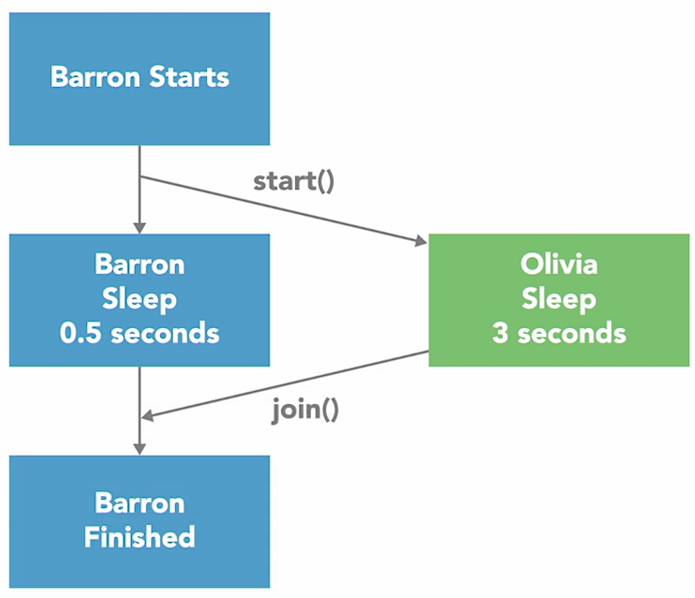 Barron Starts
start()
Barron
Sleep
0.5 seconds
Olivia
Sleep
3 seconds
join()
Barron
Finished